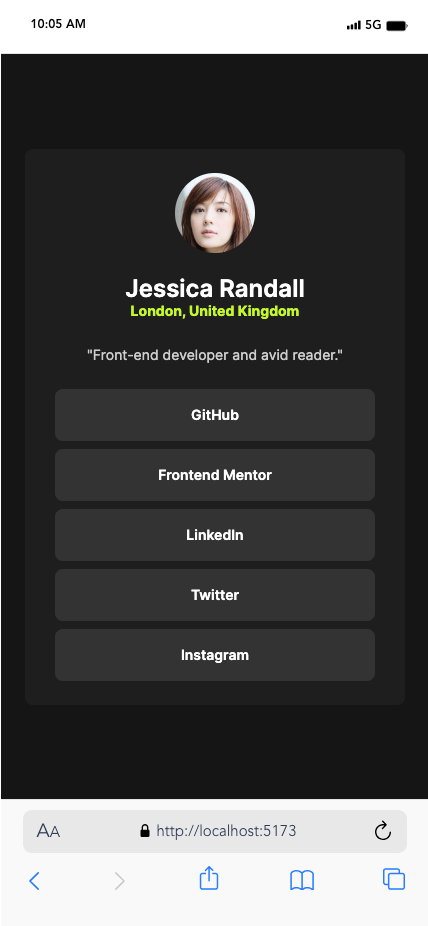 10:05 AM
5G
Jessica Randall
London, United Kingdom
"Front-end developer and avid reader."
GitHub
Frontend Mentor
LinkedIn
Twitter
Instagram
AA
http://localhost:5173